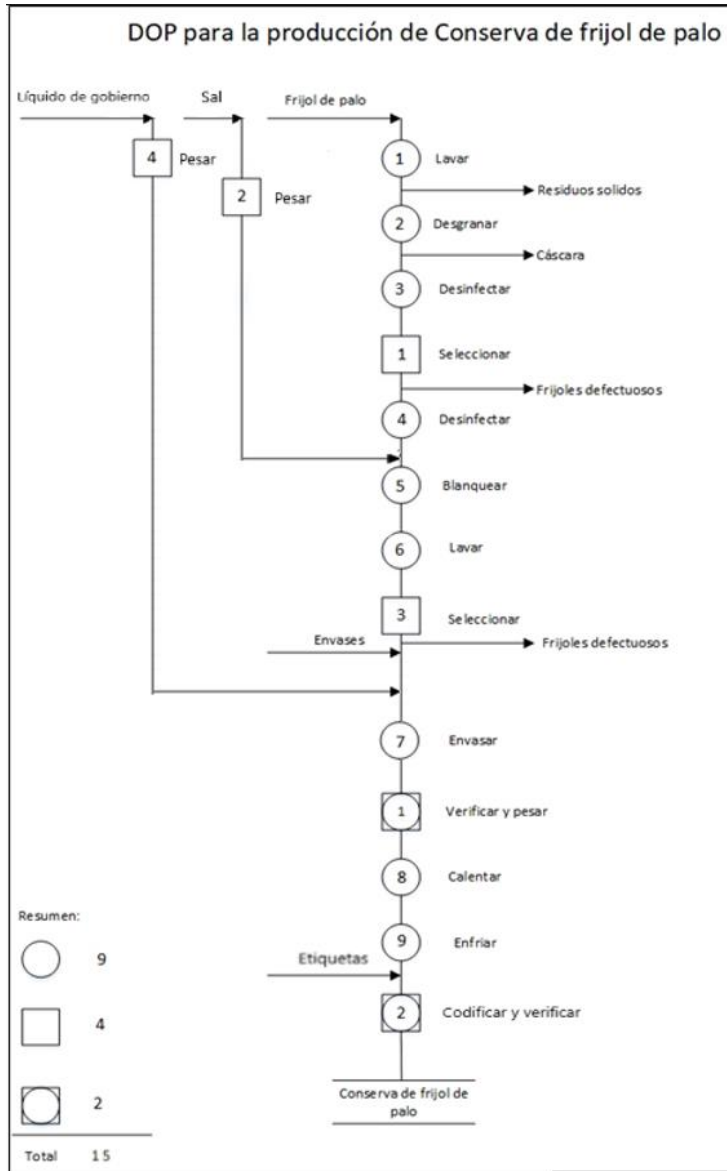 DOP para la producción de Conserva de frijol de palo
Líquido de gobierno
Sal
Frijol de palo
4 Pesar
1 Lavar
Residuos solidos
2 Pesar
2 Desgranar
Cáscara
3 Desinfectar
1 Seleccionar
Frijoles defectuosos
4 Desinfectar
5 Blanquear
6 Lavar
3 Seleccionar
Envases
Frijoles defectuosos
7 Envasar
1 Verificar y pesar
8 Calentar
Resumen:
9
9 Enfriar
Etiquetas
4
2 Codificar y verificar
Conserva de frijol de
palo
2
Total 15